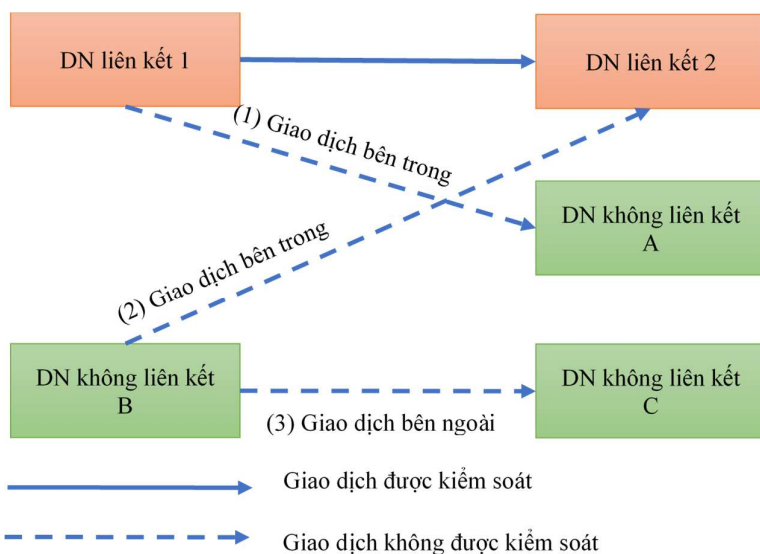 DN liên kết 1
DN liên kết 2
(1) Giao dịch bên trong
DN không liên kết
A
(2) Giao dịch bên trong
DN không liên kết
B
DN không liên kết
C
(3) Giao dịch bên ngoài
Giao dịch được kiểm soát
Giao dịch không được kiểm soát